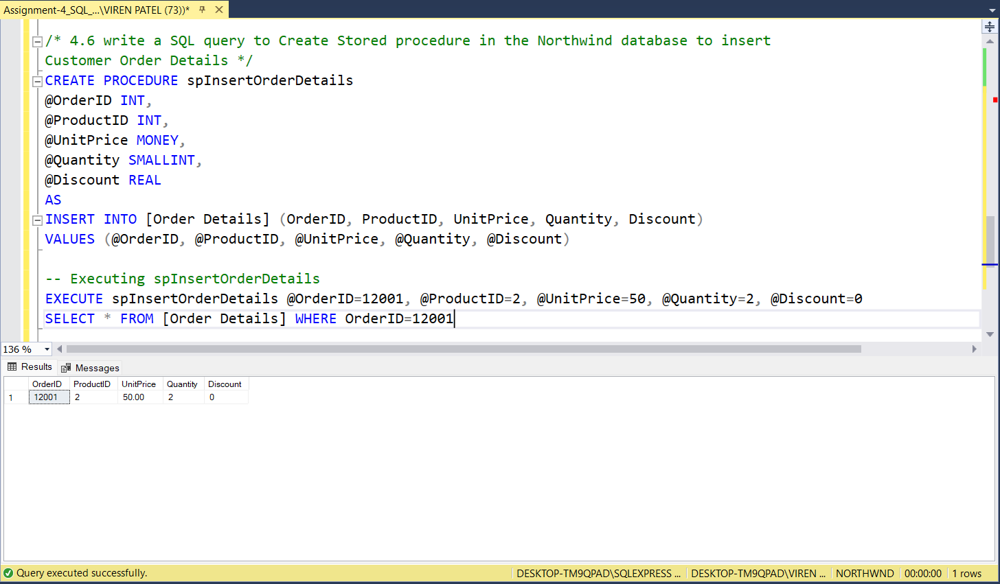 Assignment-4_SQL_...\VIREN PATEL (73))*
/* 4.6 write a SQL query to Create Stored procedure in the Northwind database to insert
Customer Order Details */
CREATE PROCEDURE spInsertOrderDetails
@OrderID INT,
@ProductID INT,
@UnitPrice MONEY,
@Quantity SMALLINT,
@Discount REAL
AS
INSERT INTO [Order Details] (OrderID, ProductID, UnitPrice, Quantity, Discount)
VALUES (@OrderID, @ProductID, @UnitPrice, @Quantity, @Discount)
-- Executing spInsertOrderDetails
EXECUTE spInsertOrderDetails @OrderID=12001, @ProductID=2, @UnitPrice=50, @Quantity=2, @Discount=0
SELECT * FROM [Order Details] WHERE OrderID=12001
136 %
Results Messages
OrderID ProductID UnitPrice Quantity Discount
1 12001 2 50.00 2 0
Query executed successfully. DESKTOP-TM9QPAD\SQLEXPRESS ... DESKTOP-TM9QPAD\VIREN ... NORTHWND 00:00:00 1 rows